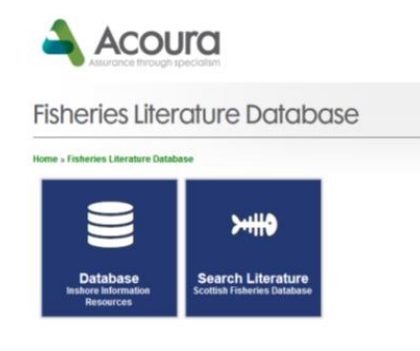 Acoura
Assurance through specialism
Fisheries Literature Database
Home » Fisheries Literature Database
Database
Inshore Information
Resources
Search Literature
Scottish Fisheries Database